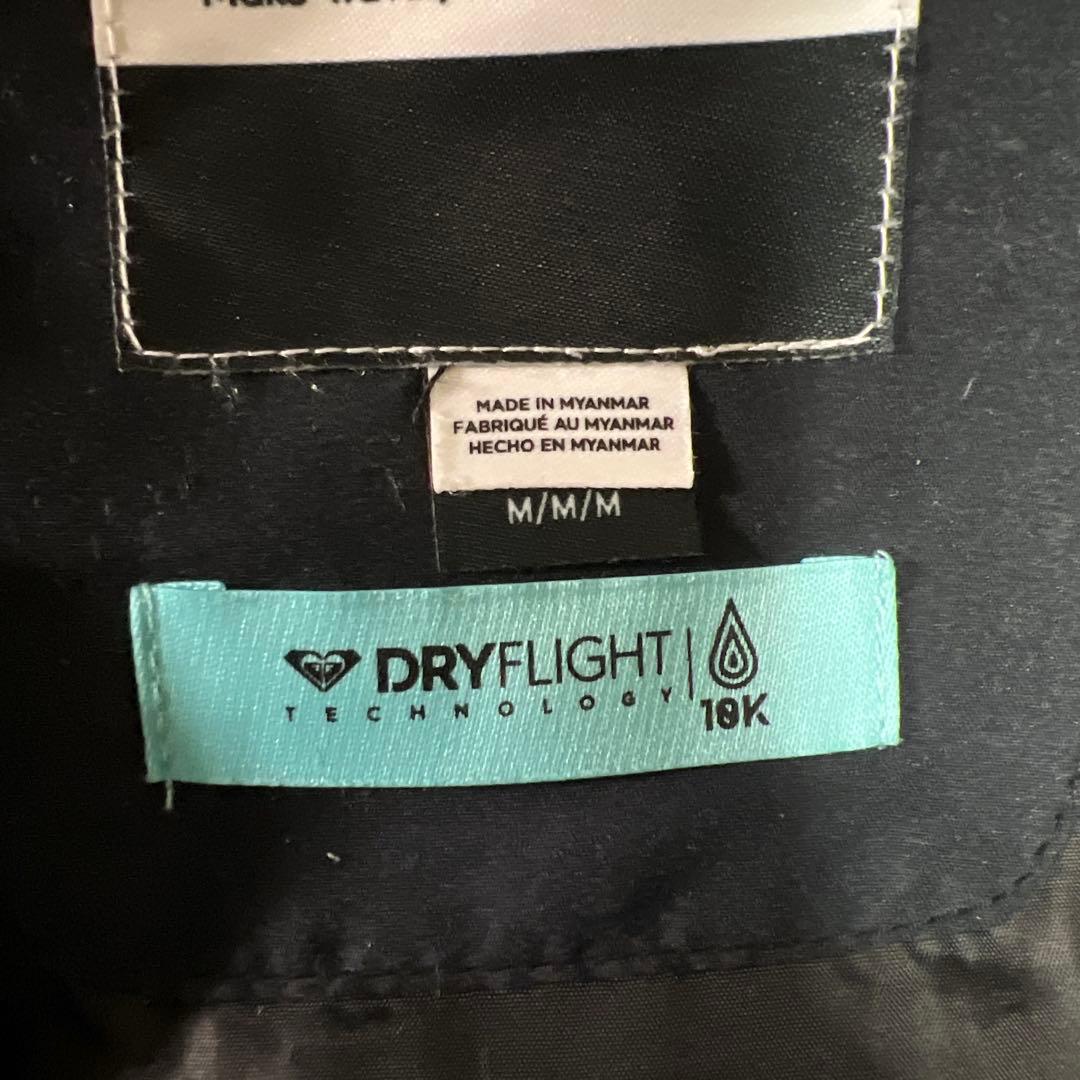 MADE IN MYANMAR
FABRIQUÉ AU MYANMAR
HECHO EN MYANMAR
M/M/M
DRYFLIGHT
TECHNOLOGY
10K